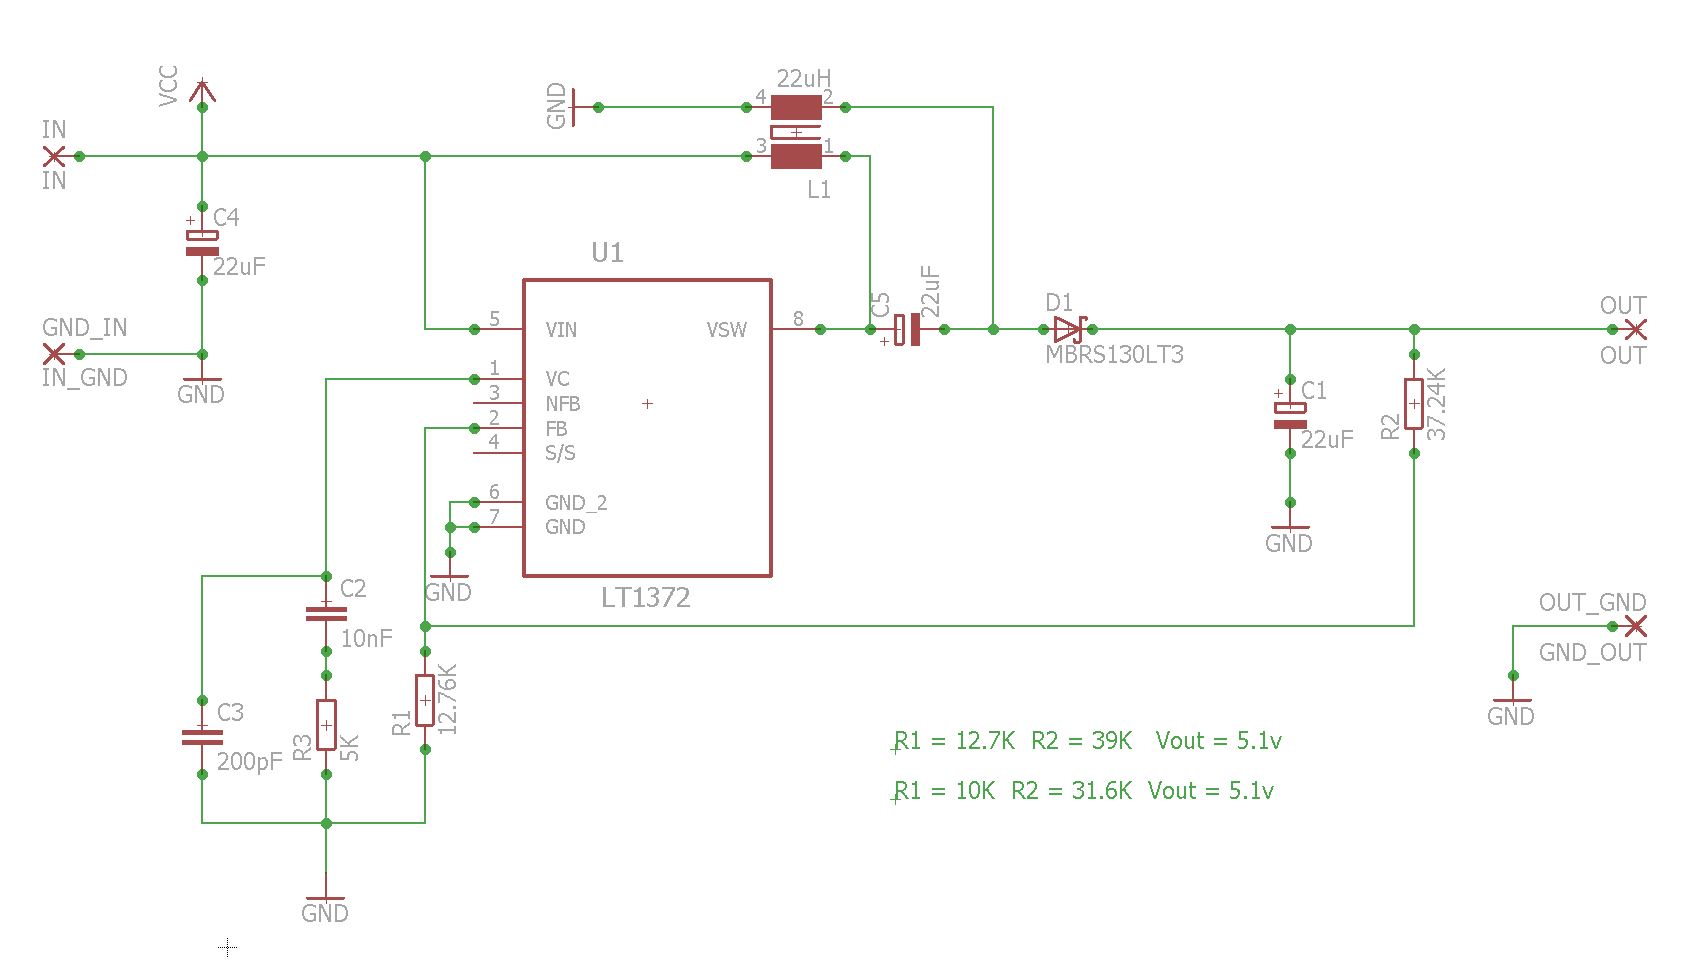 VCC
IN
IN
C4
22uF
GND_IN
IN_GND
GND
GND
22uH
4
2
3
1
L1
U1
5
VIN
VSW
8
1
VC
3
NFB
2
FB
4
S/S
6
GND_2
7
GND
GND
LT1372
C5
22uF
D1
MBRS130LT3
OUT
OUT
C1
22uF
R2
37.24K
GND
C2
10nF
C3
200pF
R3
5K
R1
12.76K
GND
OUT_GND
GND_OUT
GND
R1 = 12.7K R2 = 39K Vout = 5.1v
R1 = 10K R2 = 31.6K Vout = 5.1v